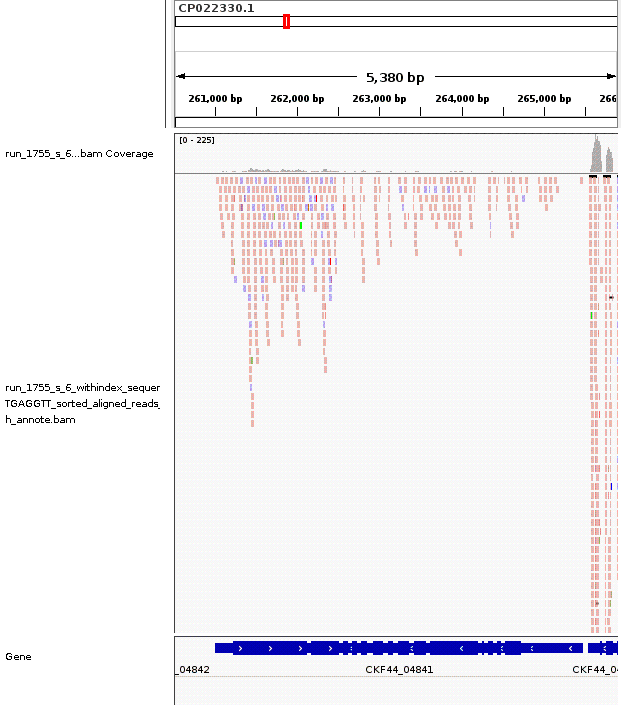 CP022330.1
5,380 bp
261,000 bp 262,000 bp 263,000 bp 264,000 bp 265,000 bp 266
[0 - 225]
run_1755_s_6...bam Coverage
run_1755_s_6_withindex_sequer
TGAGGTT_sorted_aligned_reads_
h_annote.bam
Gene
_04842 CKF44_04841 CKF44_04